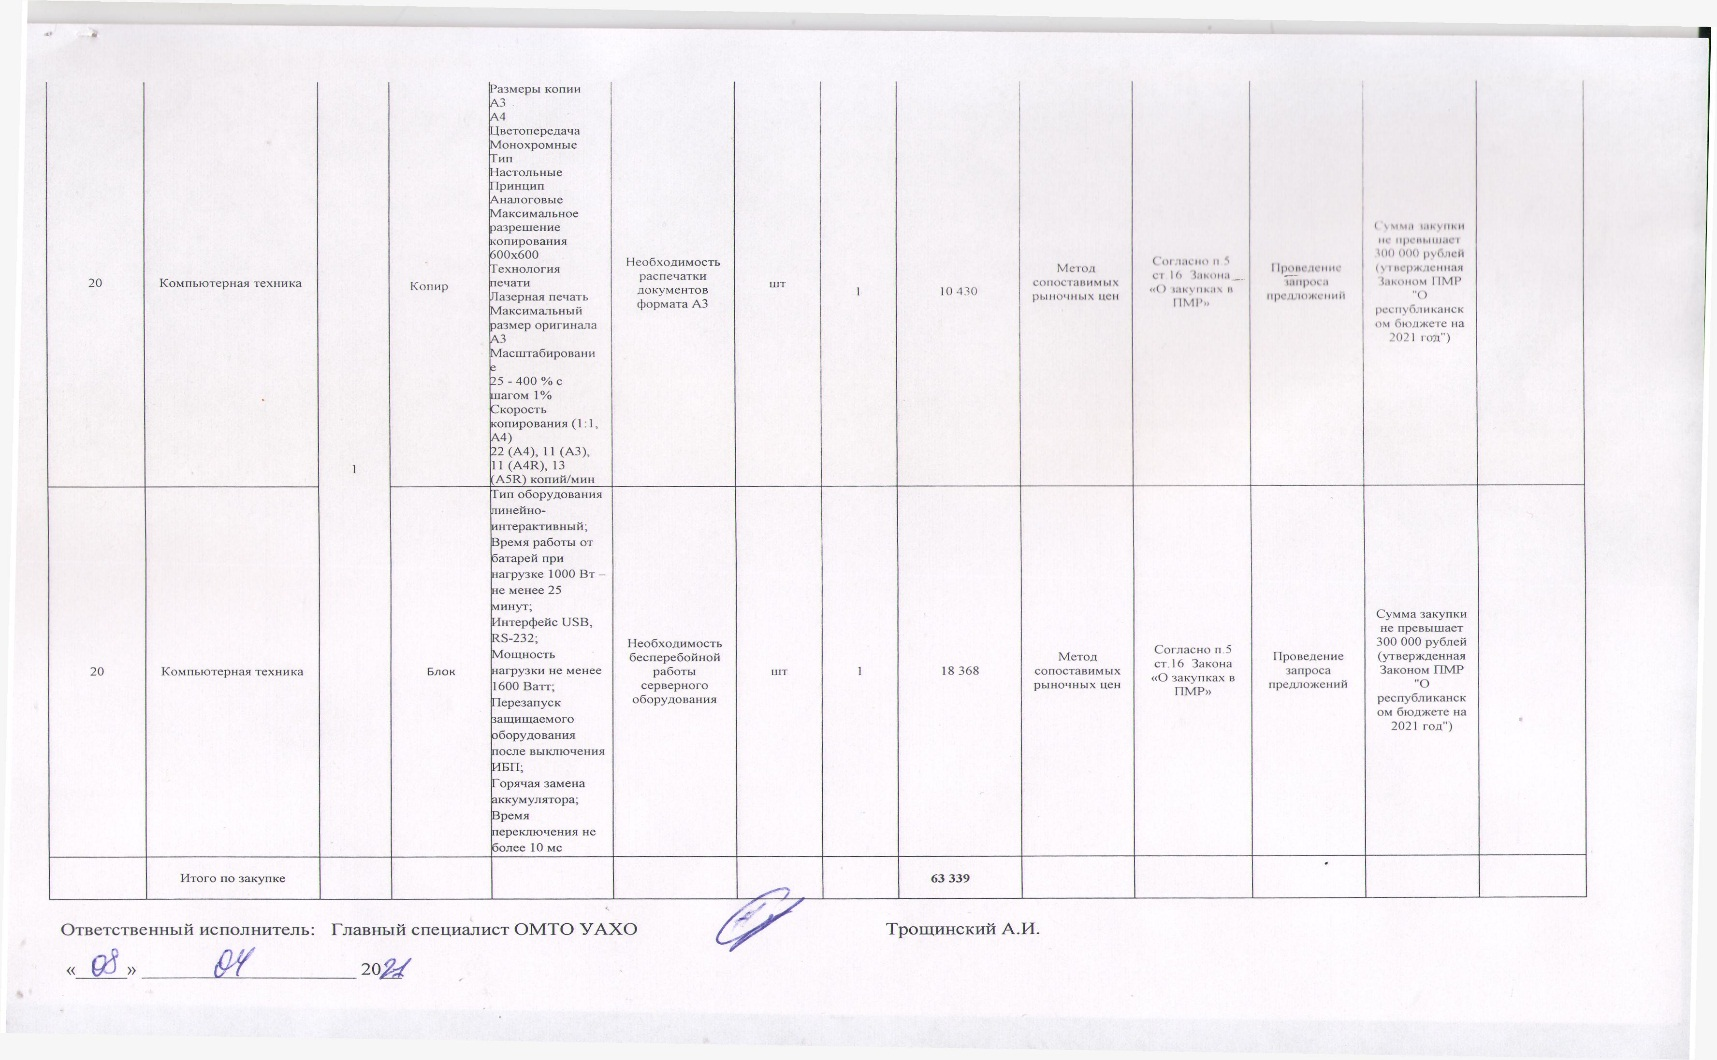 20
Компьютерная техника
1
Копир
Размеры копии
А3
А4
Цветопередача
Монохромные
Тип
Настольные
Принцип
Аналоговые
Максимальное
разрешение
копирования
600x600
Технология
печати
Лазерная печать
Максимальный
размер оригинала
А3
Масштабировани
е
25 - 400 % с
шагом 1%
Скорость
копирования (1:1,
А4)
22 (А4), 11 (А3),
11 (A4R), 13
(A5R) копий/мин
Необходимость
распечатки
документов
формата А3
шт
1
10 430
Метод
сопоставимых
рыночных цен
Согласно п.5
ст.16 Закона
«О закупках в
ПМР»
Проведение
запроса
предложений
Сумма закупки
не превышает
300 000 рублей
(утвержденная
Законом ПМР
"О
республиканск
ом бюджете на
2021 год")
20
Компьютерная техника
Блок
Тип оборудования
линейно-
интерактивный;
Время работы от
батарей при
нагрузке 1000 Вт –
не менее 25
минут;
Интерфейс USB,
RS-232;
Мощность
нагрузки не менее
1600 Ватт;
Перезапуск
защищаемого
оборудования
после выключения
ИБП;
Горячая замена
аккумулятора;
Время
переключения не
более 10 мс
Необходимость
бесперебойной
работы
серверного
оборудования
шт
1
18 368
Метод
сопоставимых
рыночных цен
Согласно п.5
ст.16 Закона
«О закупках в
ПМР»
Проведение
запроса
предложений
Сумма закупки
не превышает
300 000 рублей
(утвержденная
Законом ПМР
"О
республиканск
ом бюджете на
2021 год")
Итого по закупке
63 339
Ответственный исполнитель: Главный специалист ОМТО УАХО Трощинский А.И.
«08» 04 2021